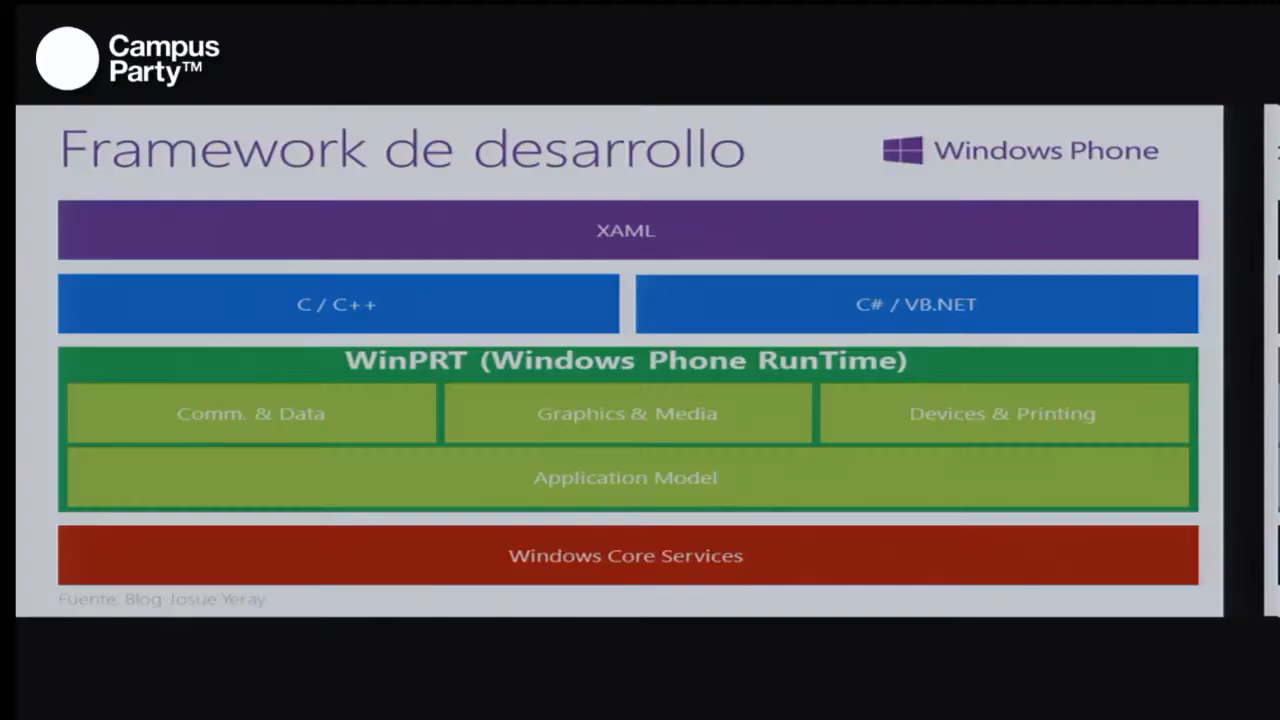 Campus
Party™
Framework de desarrollo
Windows Phone
XAML
C / C++
C# / VB.NET
WinPRT (Windows Phone RunTime)
Comm. & Data
Graphics & Media
Devices & Printing
Application Model
Windows Core Services
Fuente. Blog Josue Yeray